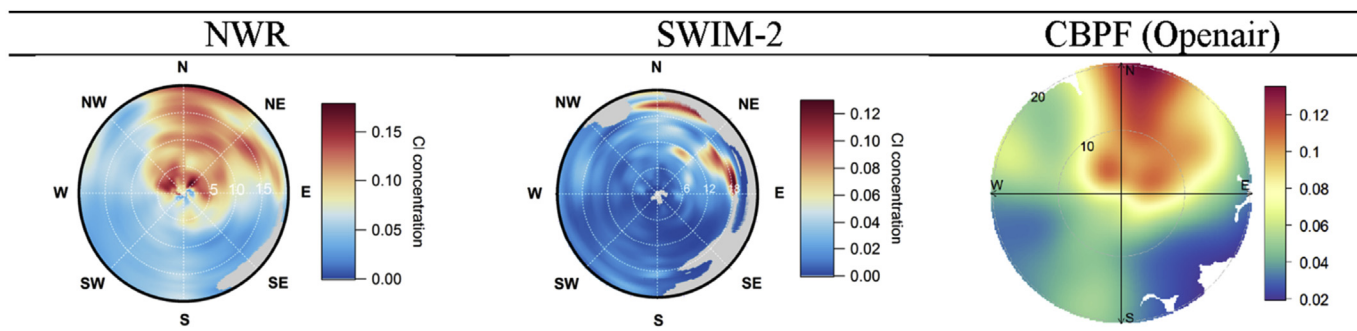 NWR
N
NW
NE
W
E
SW
SE
S
5 10 15
0.15
0.10
0.05
0.00
Cl concentration
SWIM-2
N
NW
NE
W
E
SW
SE
S
6 12 18
0.12
0.10
0.08
0.06
0.04
0.02
0.00
Cl concentration
CBPF (Openair)
N
20
10
W
E
S
0.12
0.1
0.08
0.06
0.04
0.02